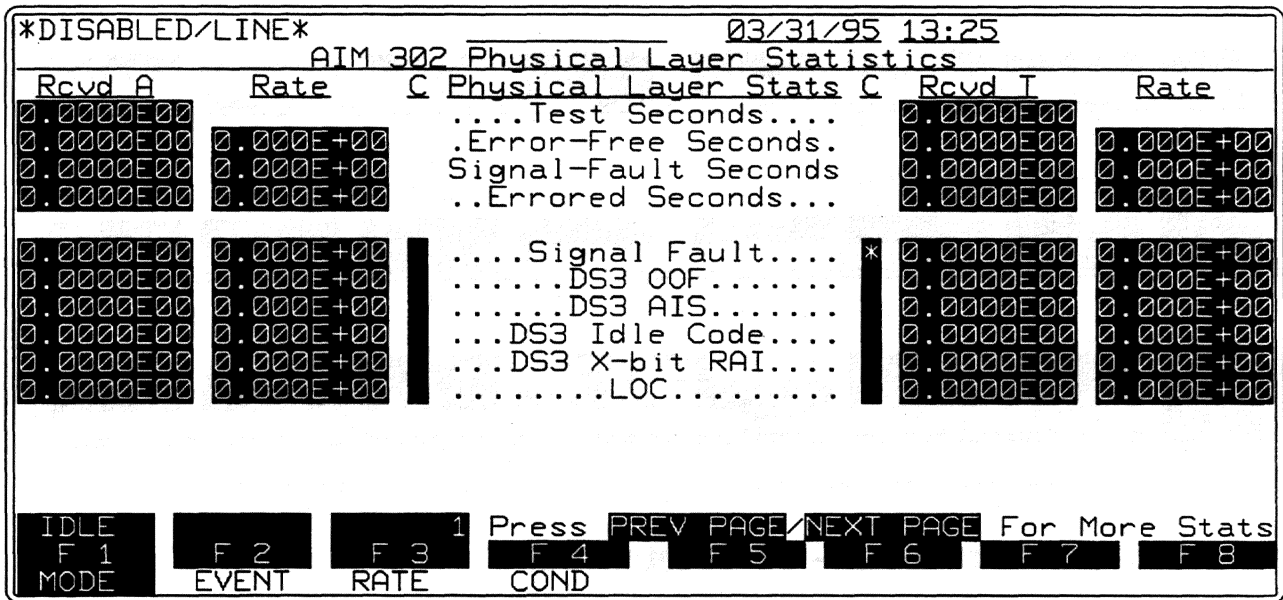 *DISABLED/LINE* 03/31/95 13:25
AIM 302 Physical Layer Statistics
Rcvd A Rate C Physical Layer Stats C Rcvd T Rate
0.0000E00 ....Test Seconds.... 0.0000E00
0.0000E00 0.000E+00 .Error-Free Seconds. 0.0000E00 0.000E+00
0.0000E00 0.000E+00 Signal-Fault Seconds 0.0000E00 0.000E+00
0.0000E00 0.000E+00 ..Errored Seconds... 0.0000E00 0.000E+00
0.0000E00 0.000E+00 ....Signal Fault.... * 0.0000E00 0.000E+00
0.0000E00 0.000E+00 ......DS3 OOF....... 0.0000E00 0.000E+00
0.0000E00 0.000E+00 ......DS3 AIS....... 0.0000E00 0.000E+00
0.0000E00 0.000E+00 ...DS3 Idle Code.... 0.0000E00 0.000E+00
0.0000E00 0.000E+00 ...DS3 X-bit RAI.... 0.0000E00 0.000E+00
0.0000E00 0.000E+00 ........LOC......... 0.0000E00 0.000E+00
IDLE 1 Press PREV PAGE/NEXT PAGE For More Stats
F 1 F 2 F 3 F 4 F 5 F 6 F 7 F 8
MODE EVENT RATE COND